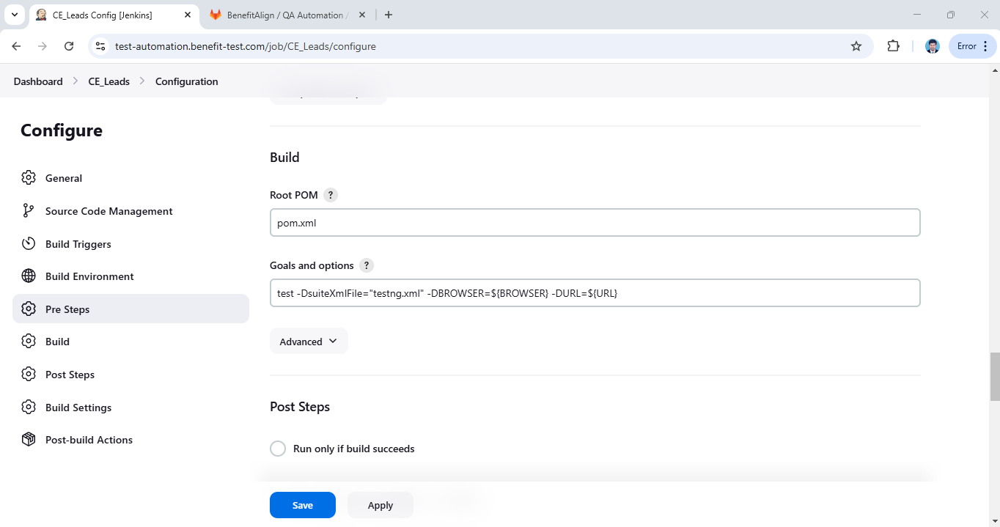 CE_Leads Config [Jenkins]
BenefitAlign / QA Automation /
test-automation.benefit-test.com/job/CE_Leads/configure
Error
Dashboard
CE_Leads
Configuration
Configure
General
Source Code Management
Build Triggers
Build Environment
Pre Steps
Build
Post Steps
Build Settings
Post-build Actions
Build
Root POM ?
pom.xml
Goals and options ?
test -DsuiteXmlFile="testng.xml" -DBROWSER=${BROWSER} -DURL=${URL}
Advanced
Post Steps
Run only if build succeeds
Save
Apply